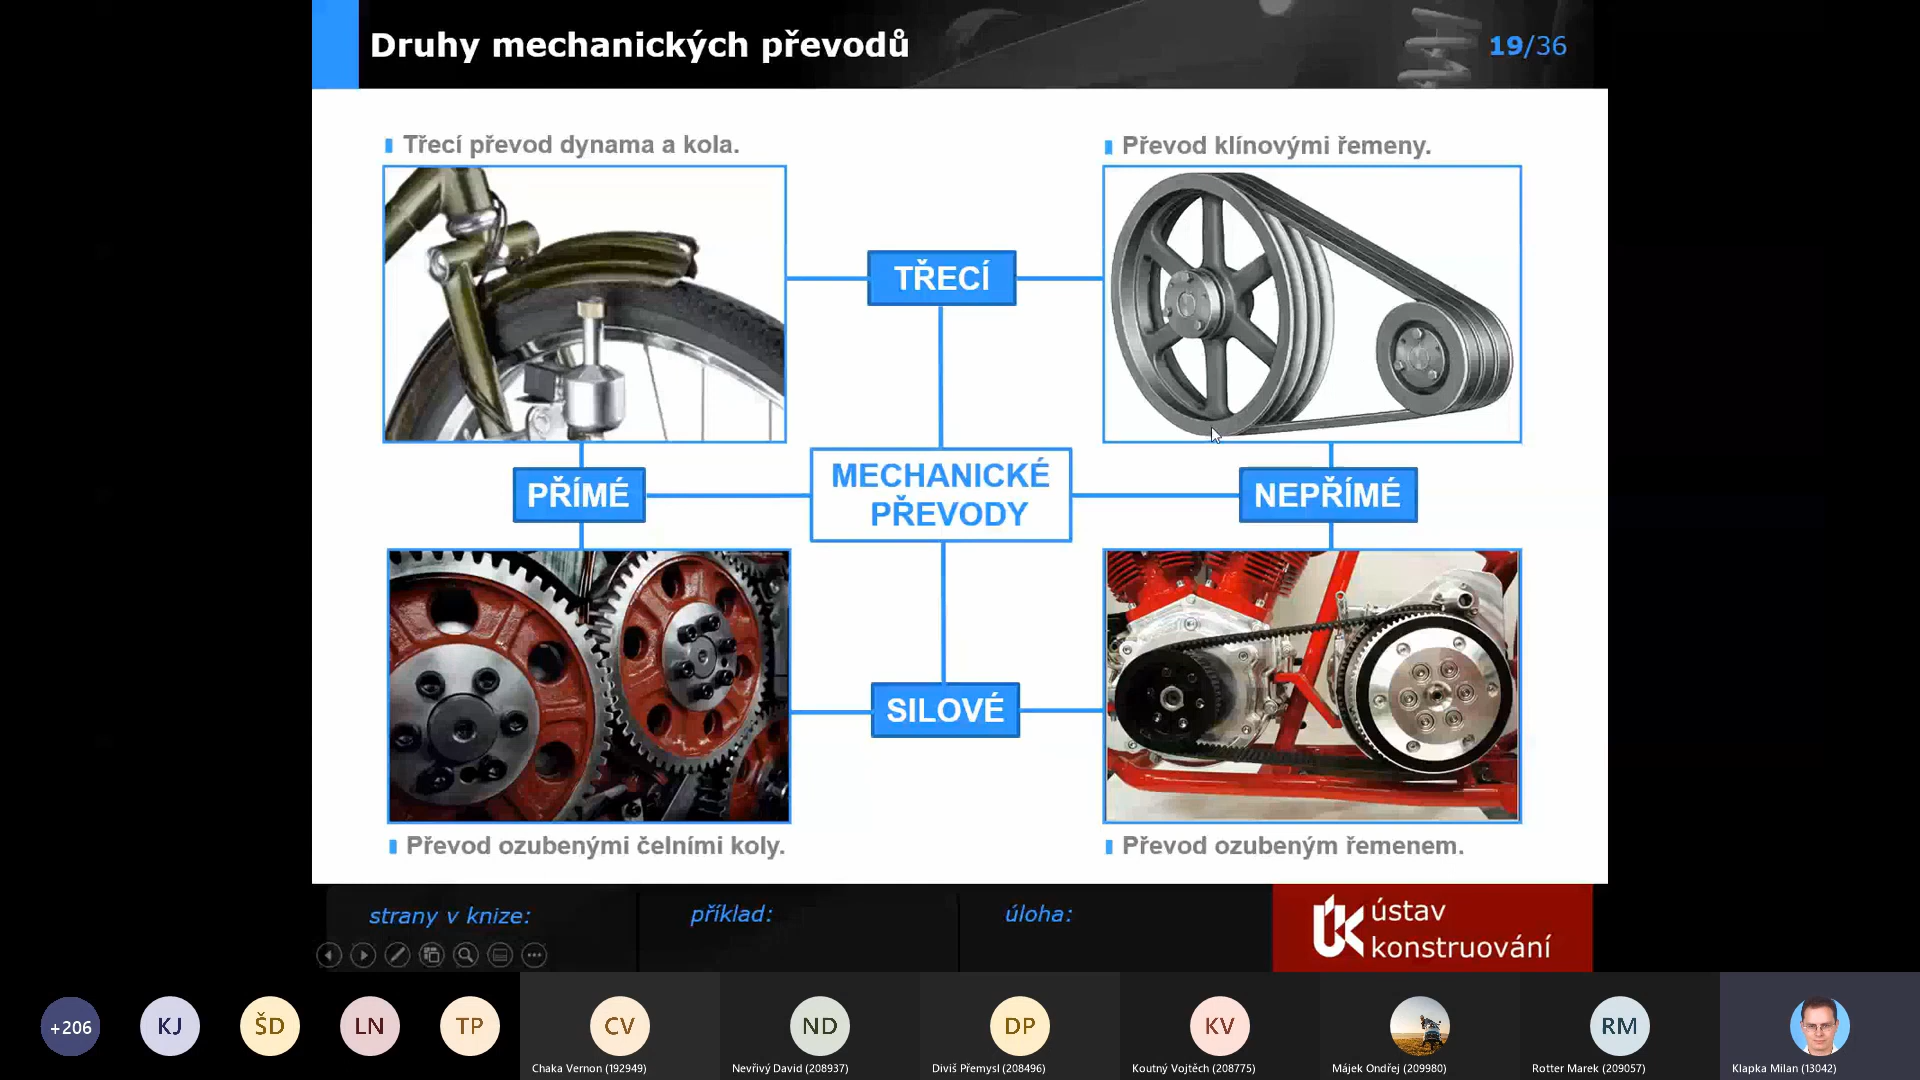 Druhy mechanických převodů
19/36
Třecí převod dynama a kola.
Převod klínovými řemeny.
TŘECÍ
PŘÍMÉ
MECHANICKÉ
PŘEVODY
NEPŘÍMÉ
SILOVÉ
Převod ozubenými čelními koly.
Převod ozubeným řemenem.
strany v knize:
příklad:
úloha:
ústav
konstruování
+206
KJ
ŠD
LN
TP
CV
ND
DP
KV
RM
Chaka Vernon (192949)
Nevřivý David (208937)
Diviš Přemysl (208496)
Koutný Vojtěch (208775)
Májek Ondřej (209980)
Rotter Marek (209057)
Klapka Milan (13042)